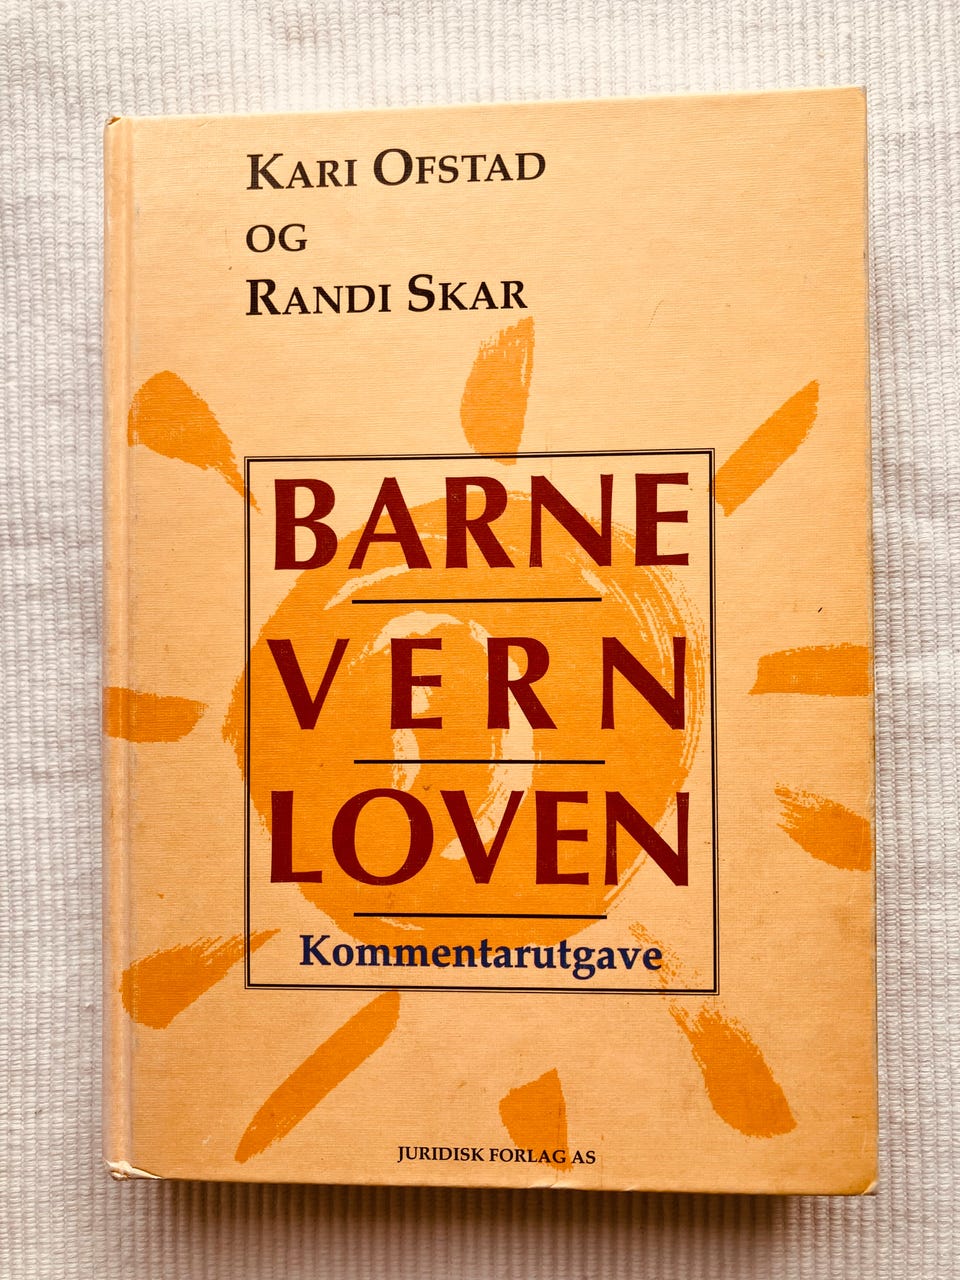 KARI OFSTAD
OG
RANDI SKAR
BARNE
VERN
LOVEN
Kommentarutgave
JURIDISK FORLAG AS